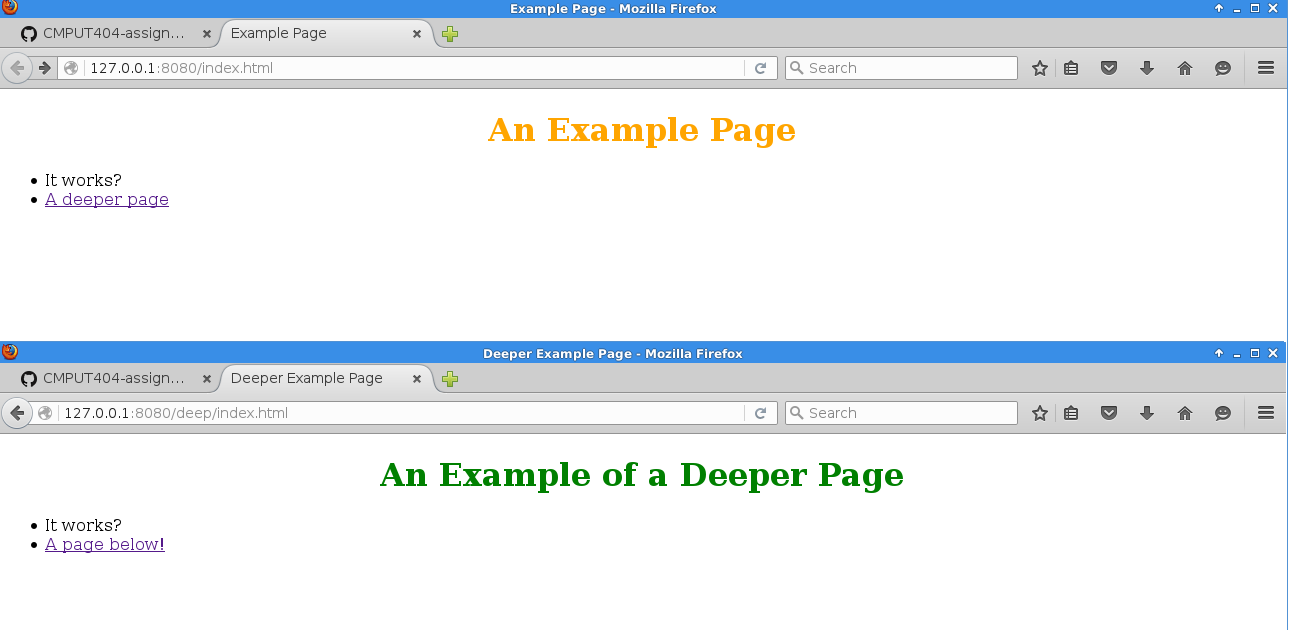 Example Page - Mozilla Firefox
CMPUT404-assign... Example Page
127.0.0.1:8080/index.html Search
An Example Page
It works?
A deeper page
Deeper Example Page - Mozilla Firefox
CMPUT404-assign... Deeper Example Page
127.0.0.1:8080/deep/index.html Search
An Example of a Deeper Page
It works?
A page below!